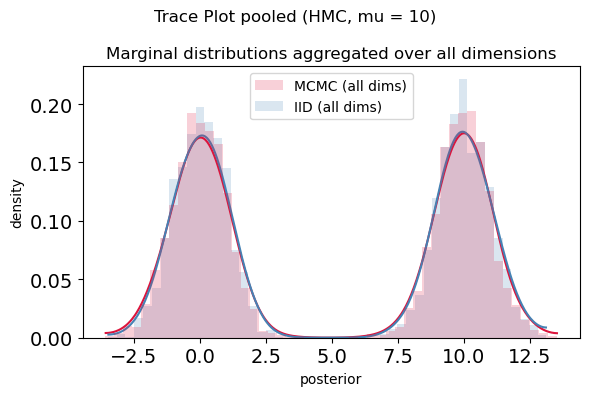 Trace Plot pooled (HMC, mu = 10)
Marginal distributions aggregated over all dimensions
MCMC (all dims)
IID (all dims)
density
0.20
0.15
0.10
0.05
0.00
−2.5 0.0 2.5 5.0 7.5 10.0 12.5
posterior